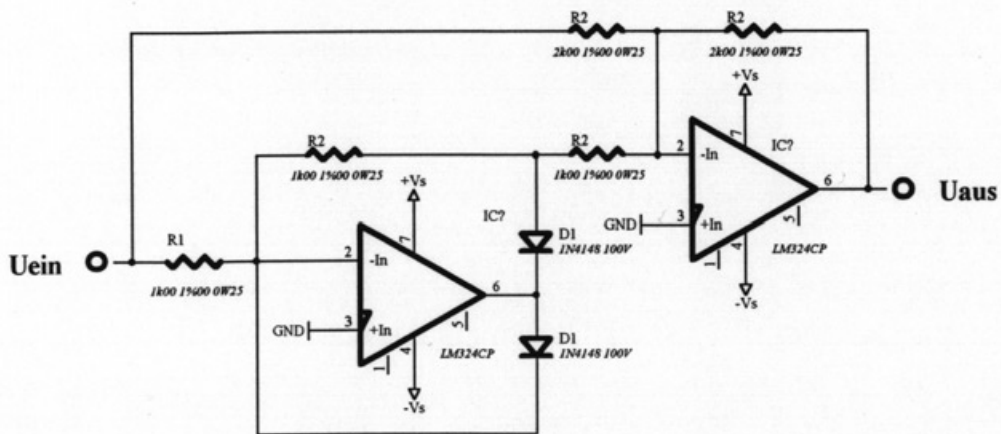 R2
2k00 1%00 0W25
R2
2k00 1%00 0W25
+Vs
7
IC?
2
-In
6
Uaus
3
GND
+In
5
4
1
LM324CP
-Vs
R2
1k00 1%00 0W25
R2
1k00 1%00 0W25
+Vs
7
IC?
D1
1N4148 100V
Uein
R1
1k00 1%00 0W25
2
-In
6
GND
3
+In
5
4
1
LM324CP
D1
1N4148 100V
-Vs